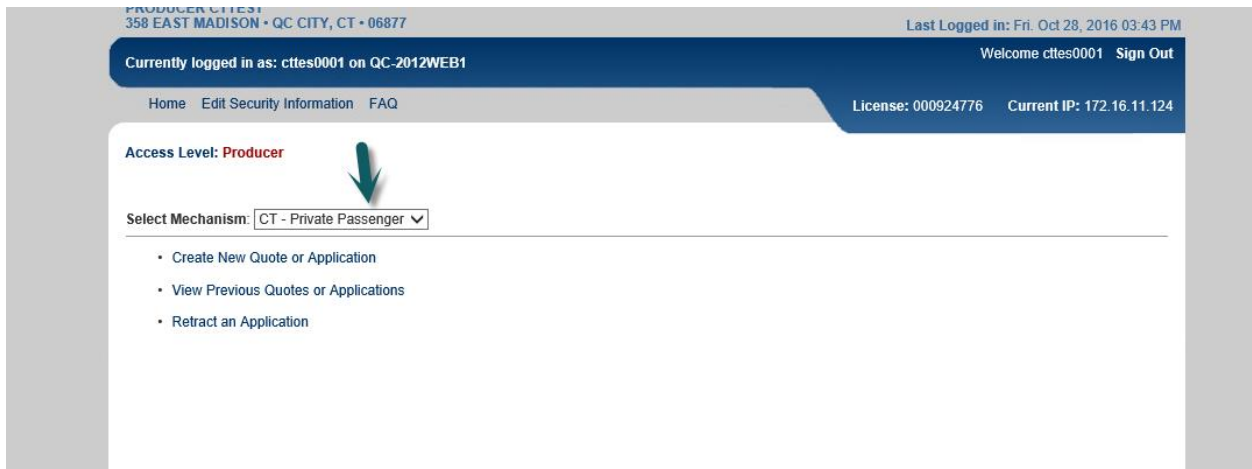 PRODUCER CTTEST
358 EAST MADISON • QC CITY, CT • 06877
Last Logged in: Fri. Oct 28, 2016 03:43 PM
Currently logged in as: cttes0001 on QC-2012WEB1
Welcome cttes0001 Sign Out
Home Edit Security Information FAQ
License: 000924776 Current IP: 172.16.11.124
Access Level: Producer
Select Mechanism: CT - Private Passenger
• Create New Quote or Application
• View Previous Quotes or Applications
• Retract an Application